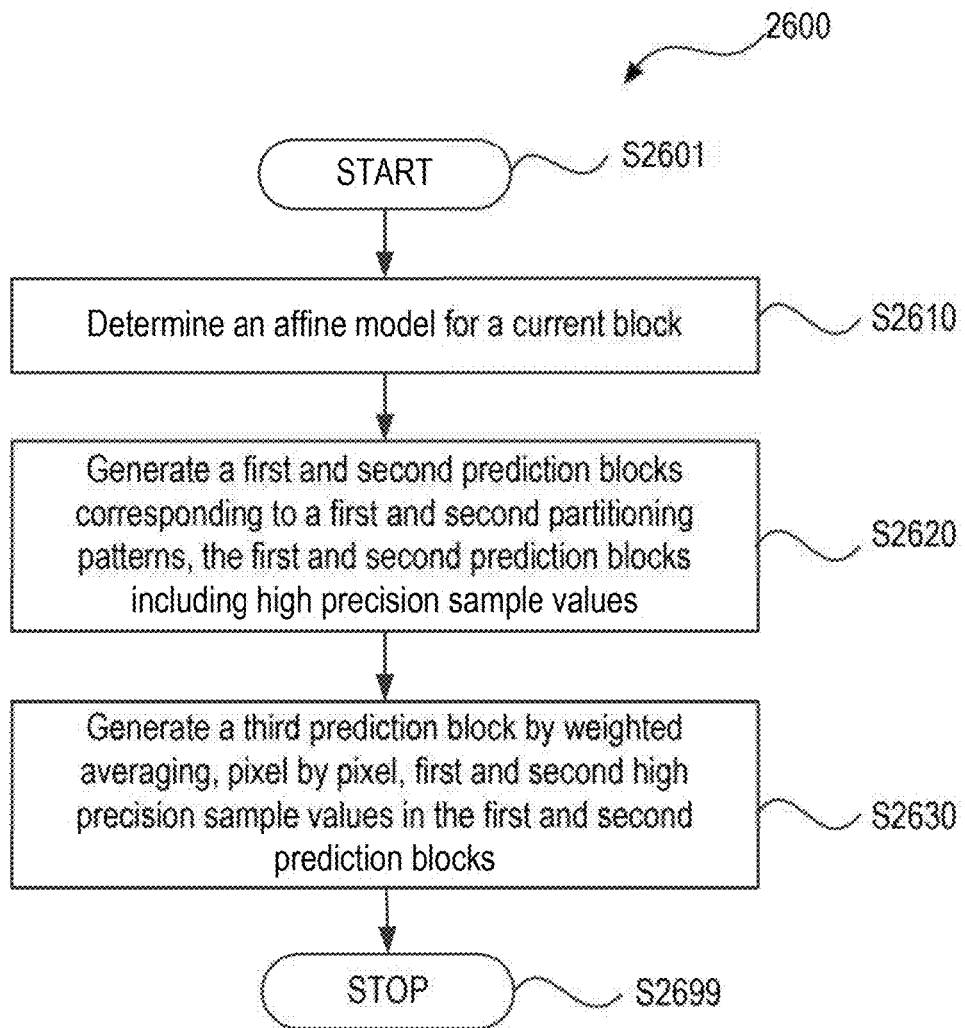 2600
START
S2601
Determine an affine model for a current block
S2610
Generate a first and second prediction blocks
corresponding to a first and second partitioning
patterns, the first and second prediction blocks
including high precision sample values
S2620
Generate a third prediction block by weighted
averaging, pixel by pixel, first and second high
precision sample values in the first and second
prediction blocks
S2630
STOP
S2699